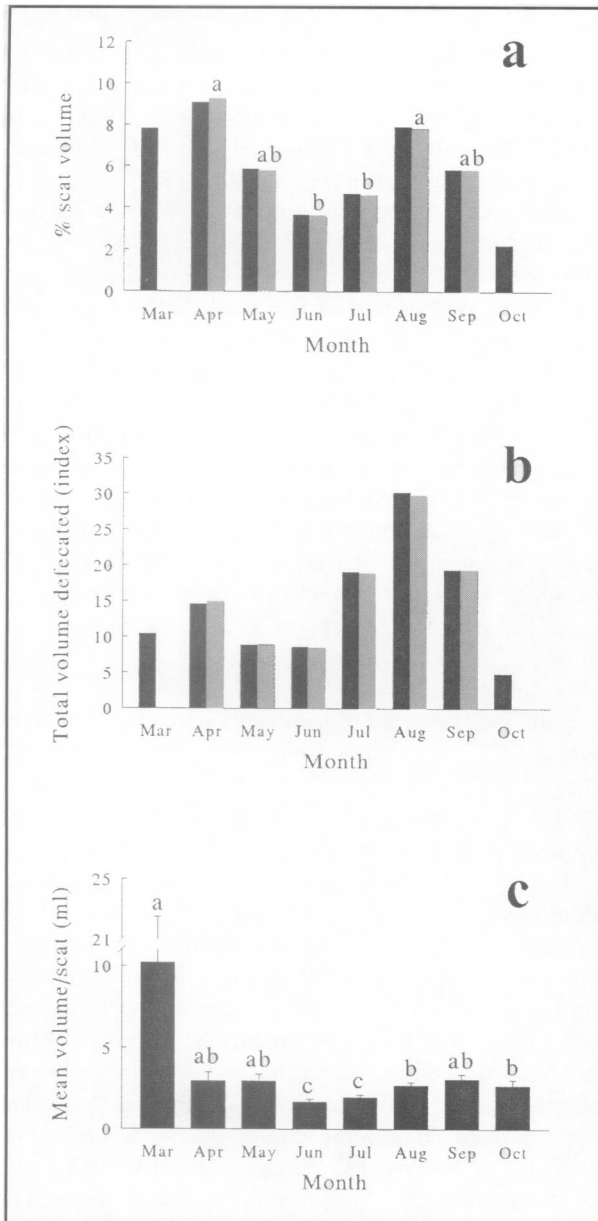 a
12
10
8
6
4
2
0
% scat volume
a
ab
b
b
a
ab
Mar Apr May Jun Jul Aug Sep Oct
Month
b
35
30
25
20
15
10
5
0
Total volume defecated (index)
Mar Apr May Jun Jul Aug Sep Oct
Month
c
25
21
10
5
0
Mean volume/scat (ml)
a
ab
ab
c
c
b
ab
b
Mar Apr May Jun Jul Aug Sep Oct
Month